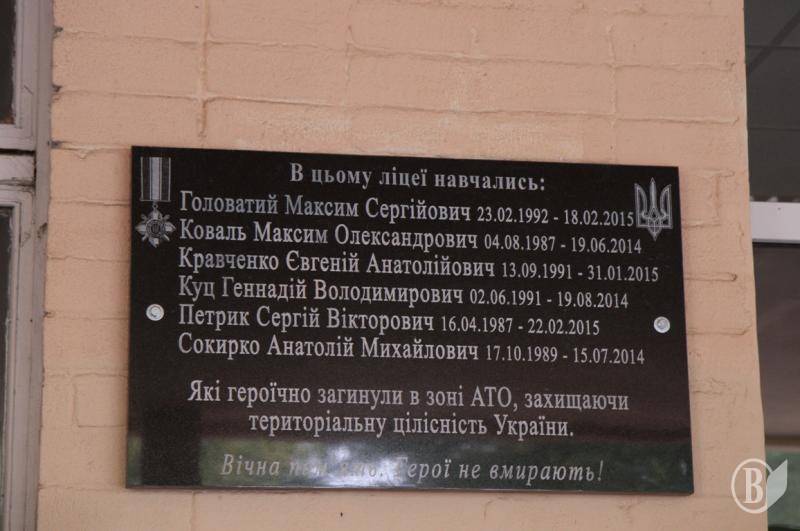 В цьому ліцеї навчались:
Головатий Максим Сергійович 23.02.1992 - 18.02.2015
Коваль Максим Олександрович 04.08.1987 - 19.06.2014
Кравченко Євгеній Анатолійович 13.09.1991 - 31.01.2015
Куц Геннадій Володимирович 02.06.1991 - 19.08.2014
Петрик Сергій Вікторович 16.04.1987 - 22.02.2015
Сокирко Анатолій Михайлович 17.10.1989 - 15.07.2014
Які героїчно загинули в зоні АТО, захищаючи
територіальну цілісність України.
Вічна пам'ять. Герої не вмирають!
В